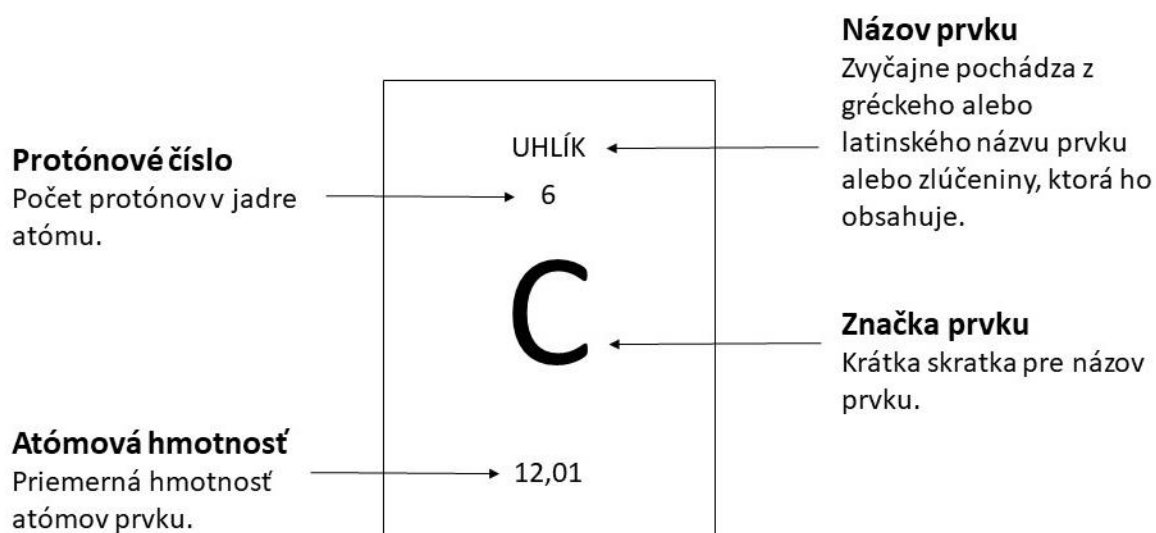 Názov prvku
Zvyčajne pochádza z
gréckeho alebo
latinského názvu prvku
alebo zlúčeniny, ktorá ho
obsahuje.
UHLÍK
Protónové číslo
Počet protónov v jadre
atómu.
6
C
Značka prvku
Krátka skratka pre názov
prvku.
Atómová hmotnosť
Priemerná hmotnosť
atómov prvku.
12,01